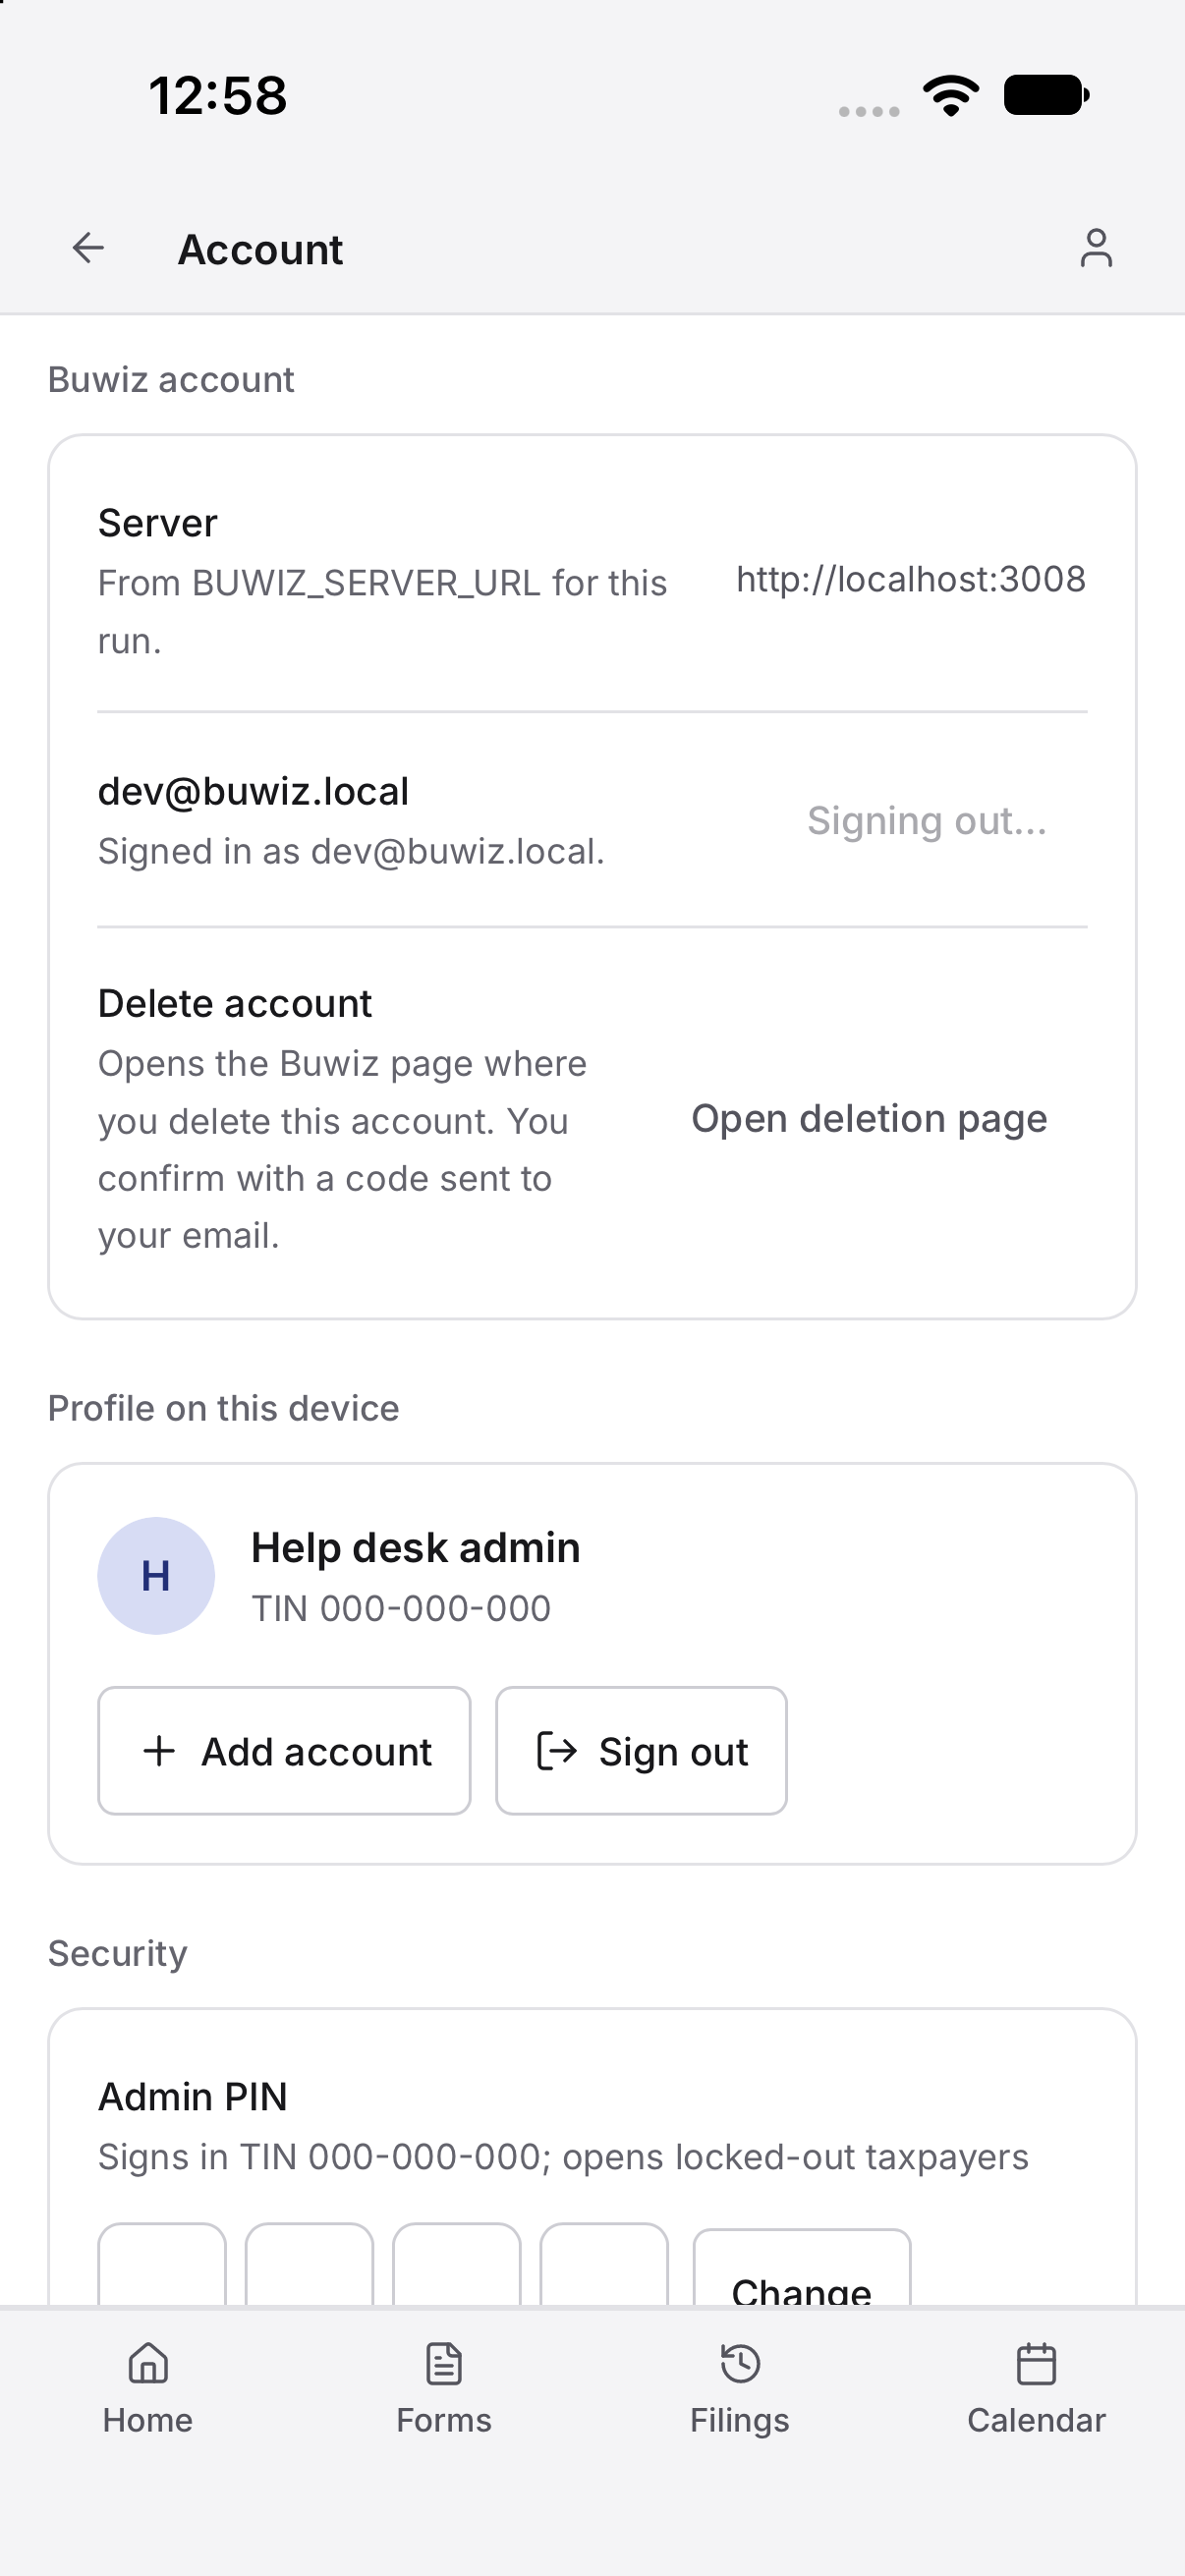 12:58
Account
Buwiz account
Server
From BUWIZ_SERVER_URL for this
run.
http://localhost:3008
dev@buwiz.local
Signed in as dev@buwiz.local.
Signing out...
Delete account
Opens the Buwiz page where
you delete this account. You
confirm with a code sent to
your email.
Open deletion page
Profile on this device
H
Help desk admin
TIN 000-000-000
Add account
Sign out
Security
Admin PIN
Signs in TIN 000-000-000; opens locked-out taxpayers
Change
Home
Forms
Filings
Calendar